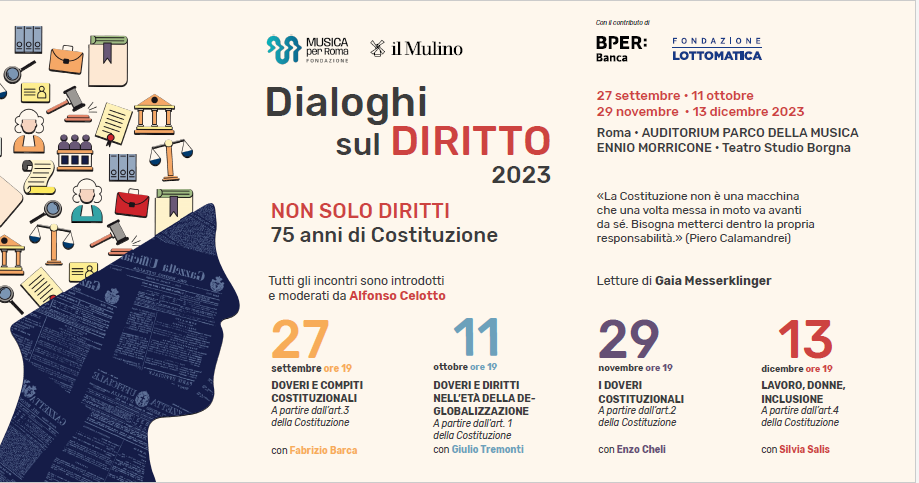 MUSICA
PER ROMA
FONDAZIONE
il Mulino
Con il contributo di
BPER:
Banca
FONDAZIONE
LOTTOMATICA
Dialoghi
sul DIRITTO
2023
NON SOLO DIRITTI
75 anni di Costituzione
27 settembre • 11 ottobre
29 novembre • 13 dicembre 2023
Roma • AUDITORIUM PARCO DELLA MUSICA
ENNIO MORRICONE • Teatro Studio Borgna
«La Costituzione non è una macchina
che una volta messa in moto va avanti
da sé. Bisogna metterci dentro la propria
responsabilità.» (Piero Calamandrei)
Tutti gli incontri sono introdotti
e moderati da Alfonso Celotto
Letture di Gaia Messerklinger
27
settembre ore 19
DOVERI E COMPITI
COSTITUZIONALI
A partire dall'art.3
della Costituzione
con Fabrizio Barca
11
ottobre ore 19
DOVERI E DIRITTI
NELL'ETÀ DELLA DE-
GLOBALIZZAZIONE
A partire dall'art. 1
della Costituzione
con Giulio Tremonti
29
novembre ore 19
I DOVERI
COSTITUZIONALI
A partire dall'art.2
della Costituzione
con Enzo Cheli
13
dicembre ore 19
LAVORO, DONNE,
INCLUSIONE
A partire dall'art.4
della Costituzione
con Silvia Salis
Gazzetta Ufficiale